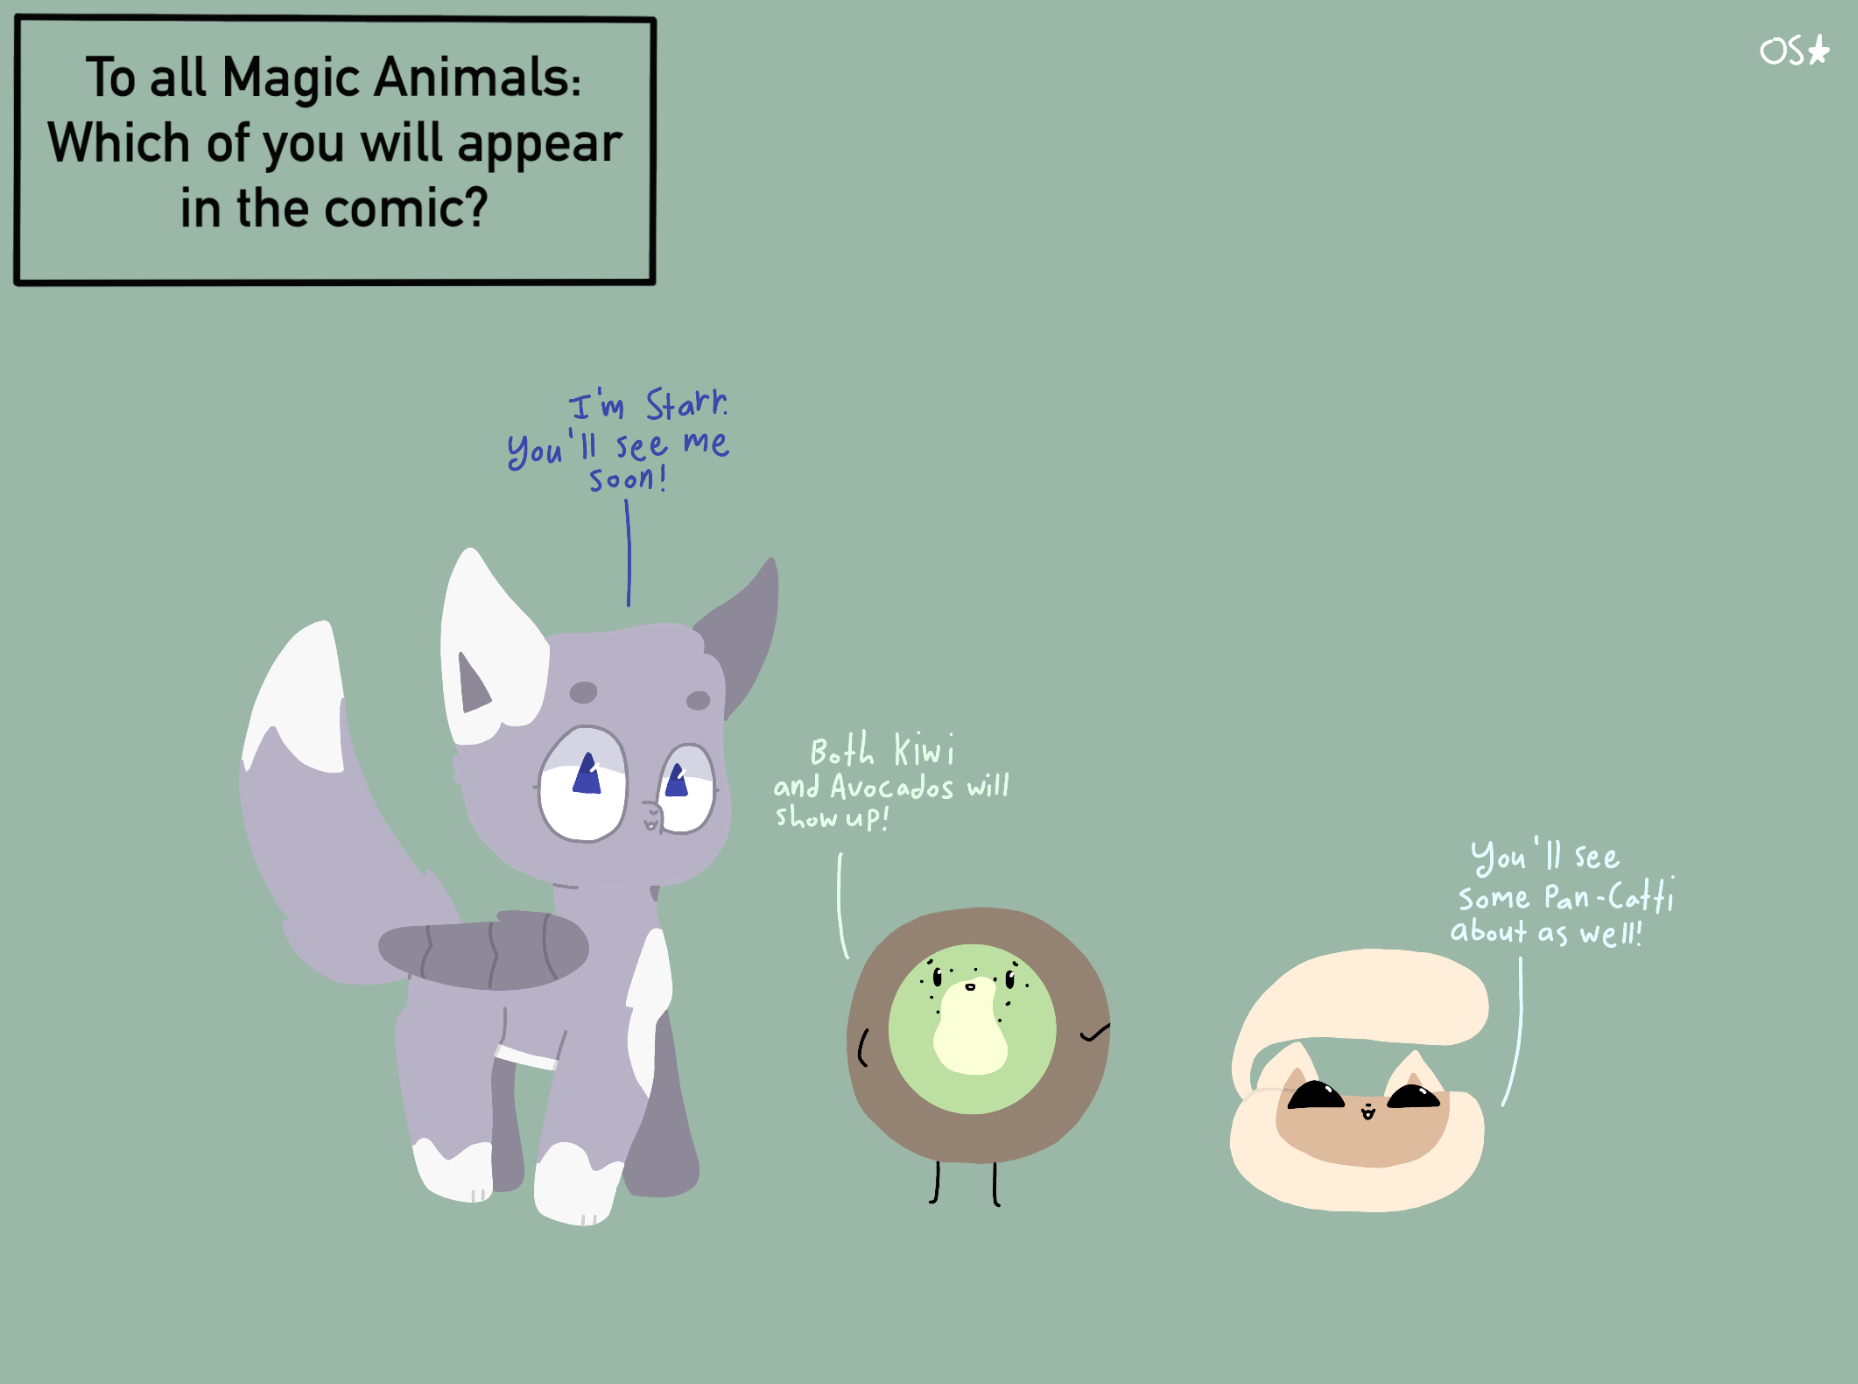 To all Magic Animals:
Which of you will appear
in the comic?
OS★
I'm Starr.
You'll see me
soon!
Both Kiwi
and Avocados will
show up!
You'll see
some Pan-Catti
about as well!